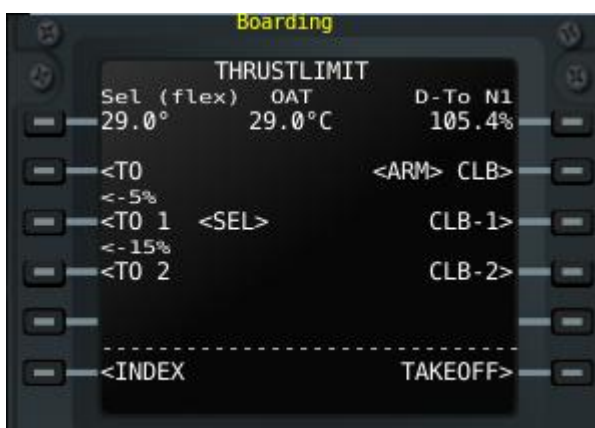 Boarding
THRUSTLIMIT
Sel (flex) OAT D-To N1
29.0° 29.0°C 105.4%
<TO <ARM> CLB>
<-5%
<TO 1 <SEL> CLB-1>
<-15%
<TO 2 CLB-2>
<INDEX TAKEOFF>